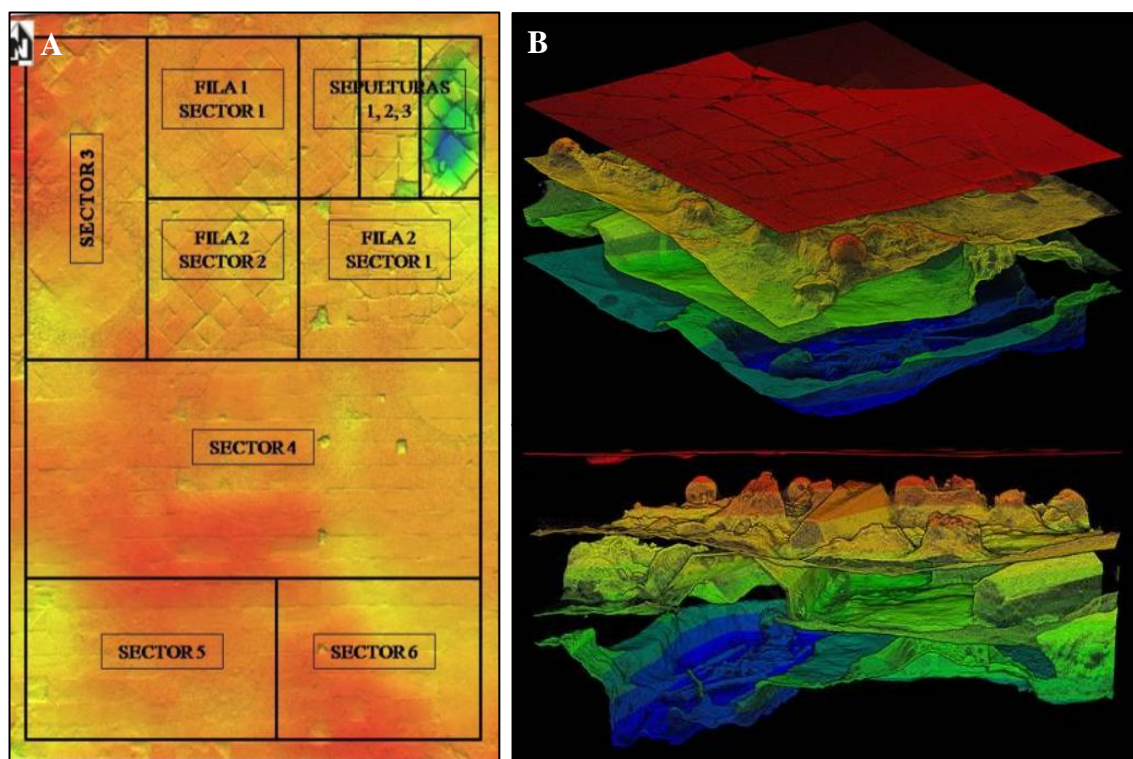 N
A
FILA 1
SECTOR 1
SEPULTURAS
1, 2, 3
SECTOR 3
FILA 2
SECTOR 2
FILA 2
SECTOR 1
SECTOR 4
SECTOR 5
SECTOR 6
B